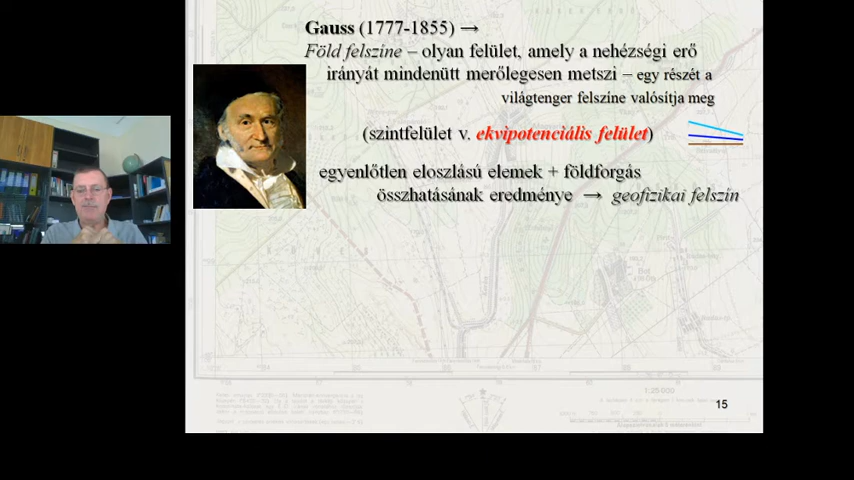 Gauss (1777-1855) →
Föld felszíne – olyan felület, amely a nehézségi erő
irányát mindenütt merőlegesen metszi – egy részét a
világtenger felszíne valósítja meg
(szintfelület v. ekvipotenciális felület)
egyenlőtlen eloszlású elemek + földforgás
összhatásának eredménye → geofizikai felszín
1:25 000
15